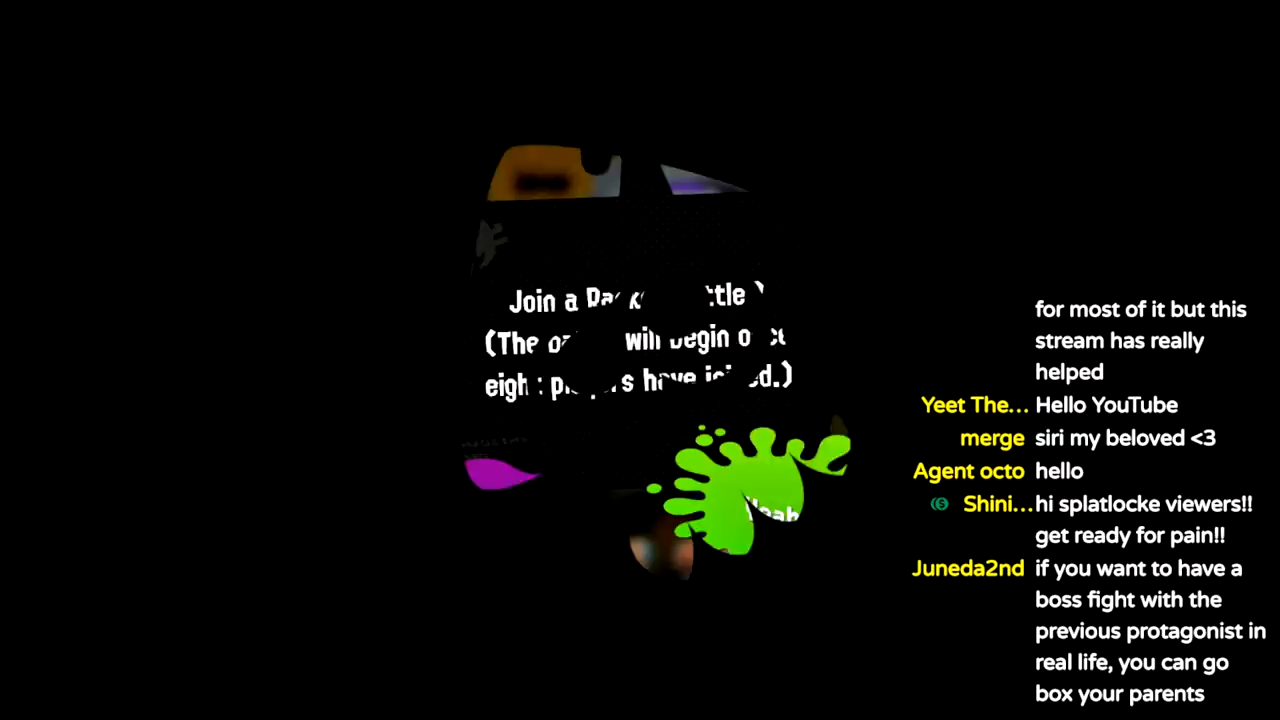 Join a
(The will begin
have
Yeah
for most of it but this
stream has really
helped
Yeet The… Hello YouTube
merge siri my beloved <3
Agent octo hello
Shini… hi splatlocke viewers!!
get ready for pain!!
Juneda2nd if you want to have a
boss fight with the
previous protagonist in
real life, you can go
box your parents